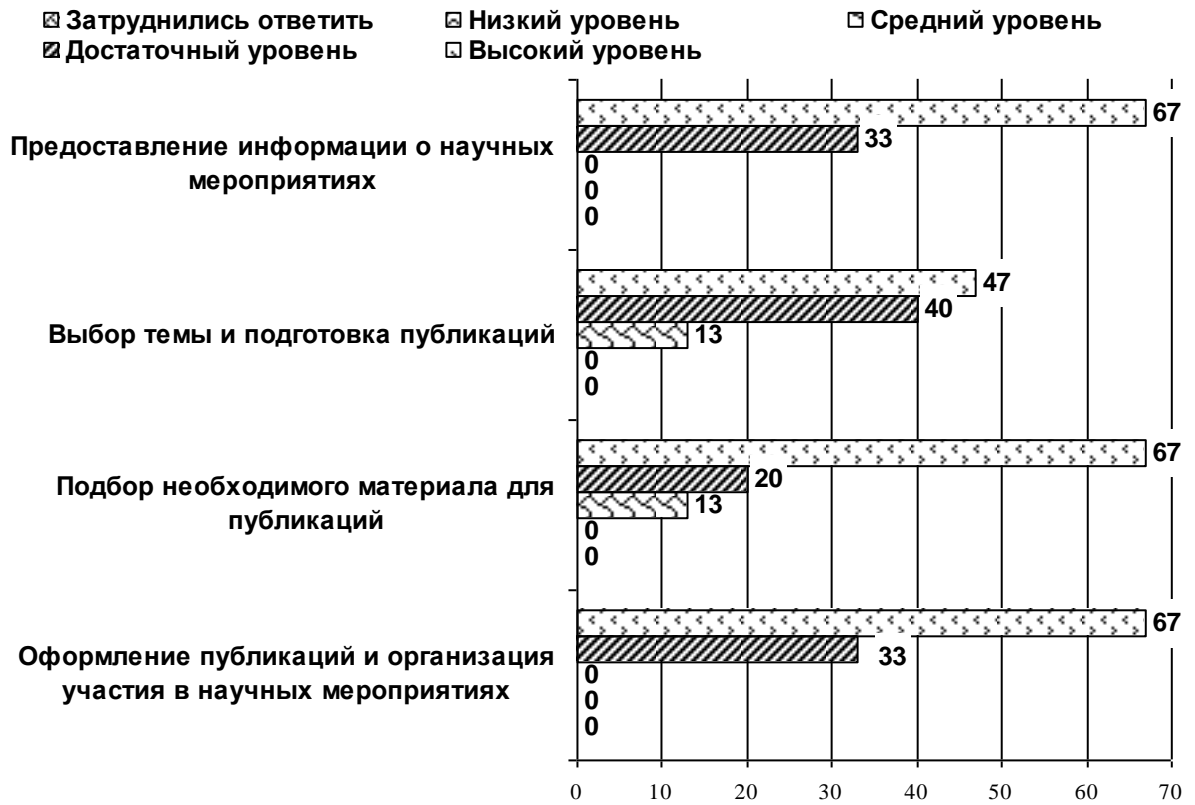 Затруднились ответить Низкий уровень Средний уровень
Достаточный уровень Высокий уровень
67
Предоставление информации о научных
мероприятиях
33
0
0
0
47
Выбор темы и подготовка публикаций
40
13
0
0
67
Подбор необходимого материала для
публикаций
20
13
0
0
67
Оформление публикаций и организация
участия в научных мероприятиях
33
0
0
0
0 10 20 30 40 50 60 70